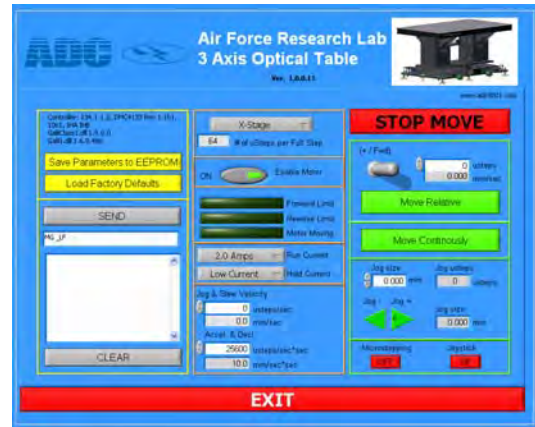 ADC
Air Force Research Lab
3 Axis Optical Table
Ver. 1.0.0.11
Save Parameters to EEPROM
Load Factory Defaults
SEND
MG_LF
CLEAR
X-Stage
64 # of uSteps per Full Step
ON Enable Motor
Forward Limit
Reverse Limit
Motor Moving
2.0 Amps Run Current
Low Current Hold Current
Jog & Slew Velocity
0 usteps/sec
0.0 mm/sec
Accel. & Decl
25600 usteps/sec*sec
10.0 mm/sec*sec
STOP MOVE
(+ / Fwd)
0 usteps
0.000
Move Relative
Move Continously
Jog size Jog usteps
0.000 mm 0 usteps
Jog - Jog +
Jog size
0.000 mm
Microstepping Joystick
OFF
EXIT